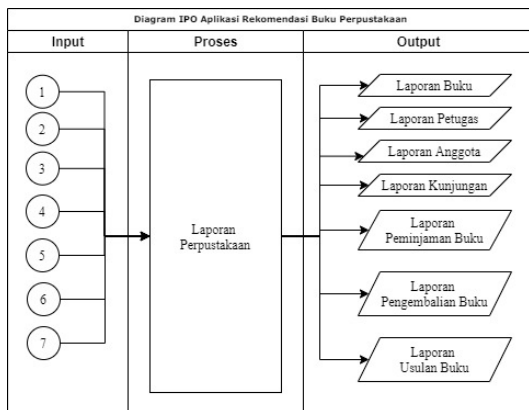 Diagram IPO Aplikasi Rekomendasi Buku Perpustakaan
Input
Proses
Output
1
2
3
4
5
6
7
Laporan
Perpustakaan
Laporan Buku
Laporan Petugas
Laporan Anggota
Laporan Kunjungan
Laporan
Peminjaman Buku
Laporan
Pengembalian Buku
Laporan
Usulan Buku